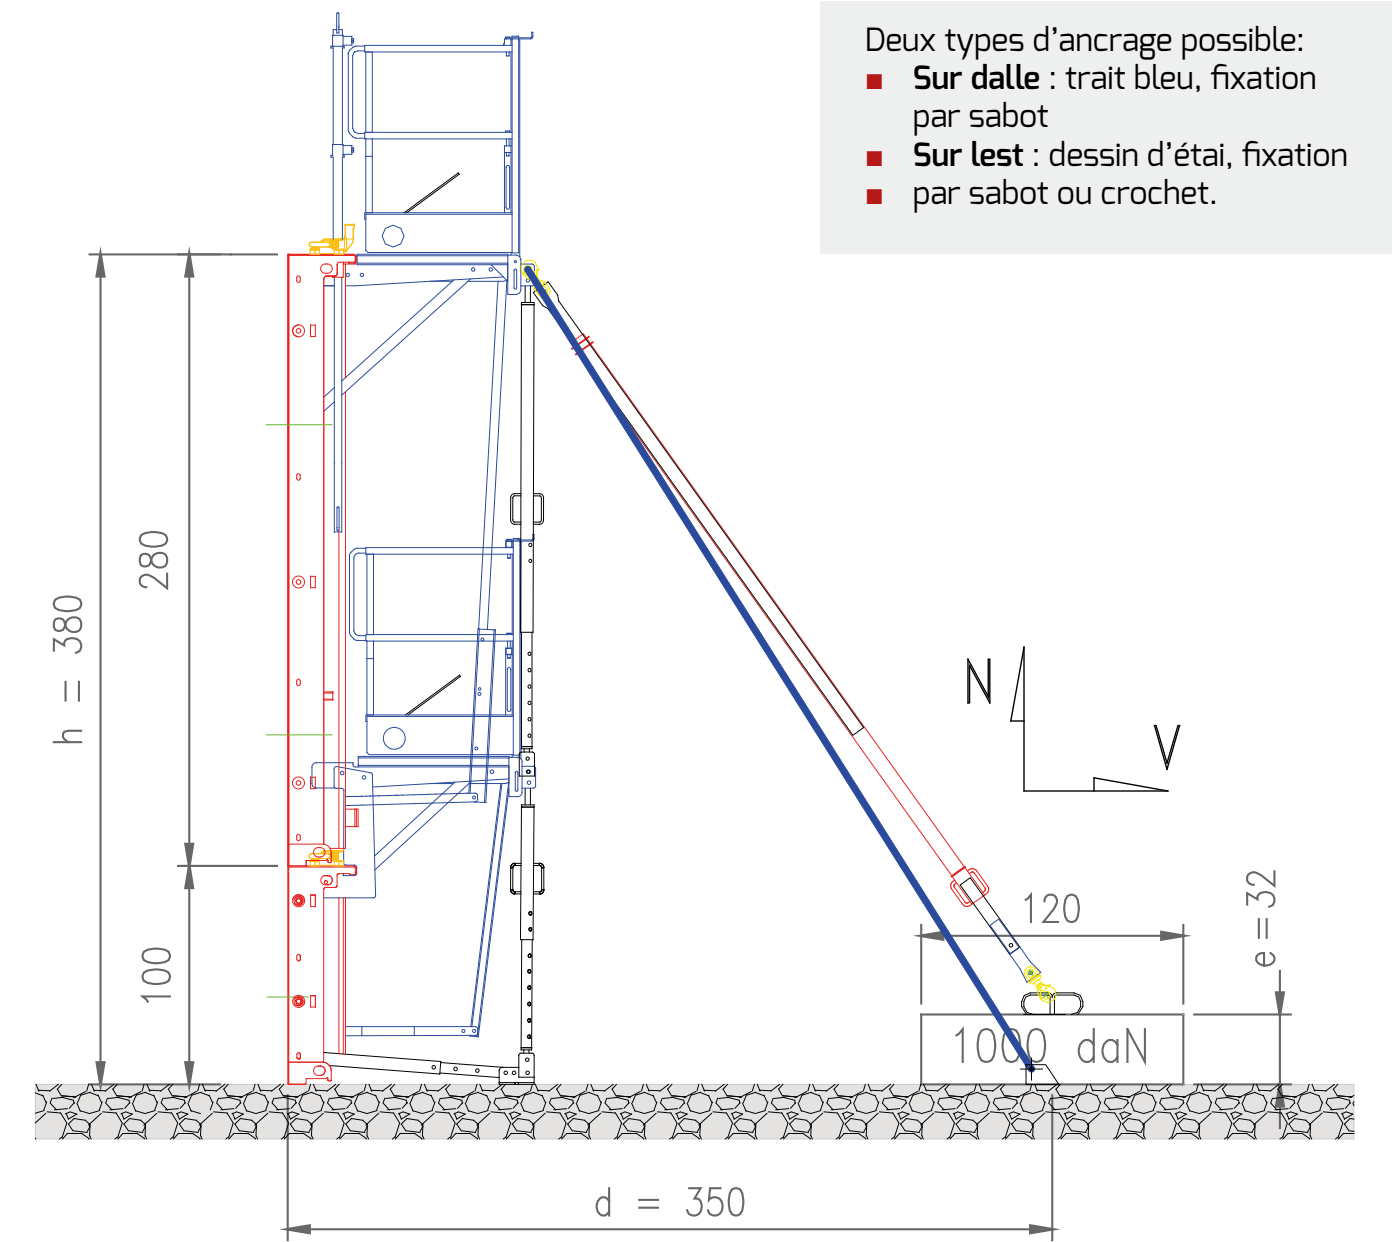 Deux types d'ancrage possible:
■ Sur dalle : trait bleu, fixation
par sabot
■ Sur lest : dessin d'étai, fixation
■ par sabot ou crochet.
280
h = 380
N
V
120
e = 32
100
1000 daN
d = 350